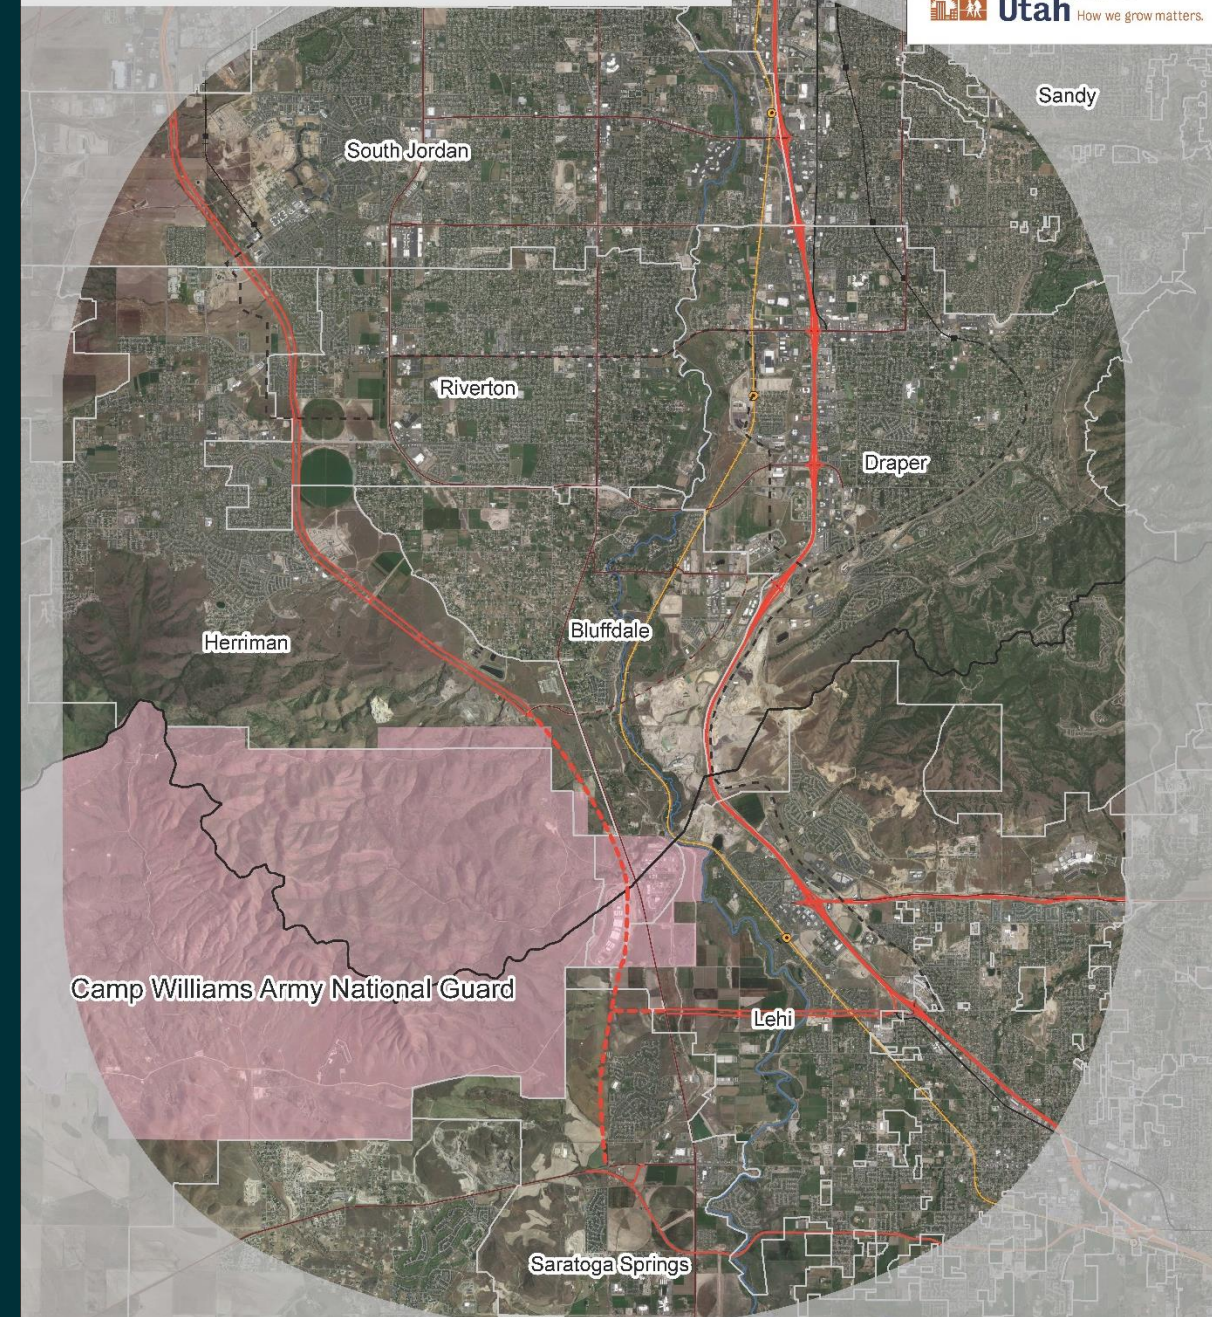 Utah How we grow matters.
Sandy
South Jordan
Riverton
Draper
Bluffdale
Herriman
Camp Williams Army National Guard
Lehi
Saratoga Springs